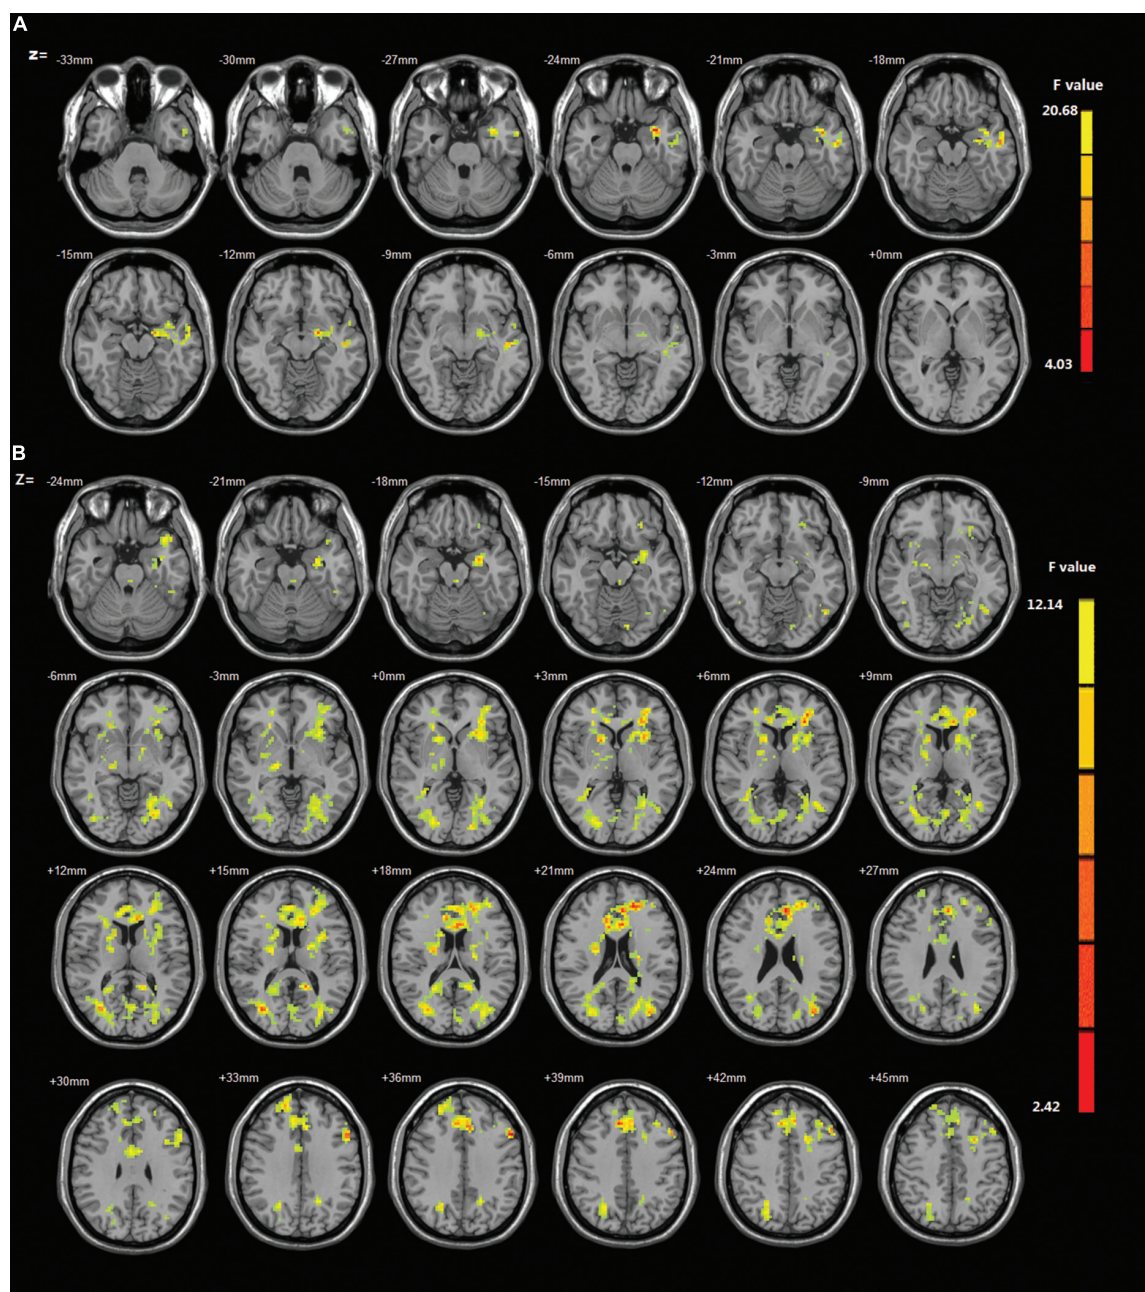 A
z= -33mm -30mm -27mm -24mm -21mm -18mm
F value
20.68
-15mm -12mm -9mm -6mm -3mm +0mm
4.03
B
Z= -24mm -21mm -18mm -15mm -12mm -9mm
F value
12.14
-6mm -3mm +0mm +3mm +6mm +9mm
+12mm +15mm +18mm +21mm +24mm +27mm
+30mm +33mm +36mm +39mm +42mm +45mm
2.42